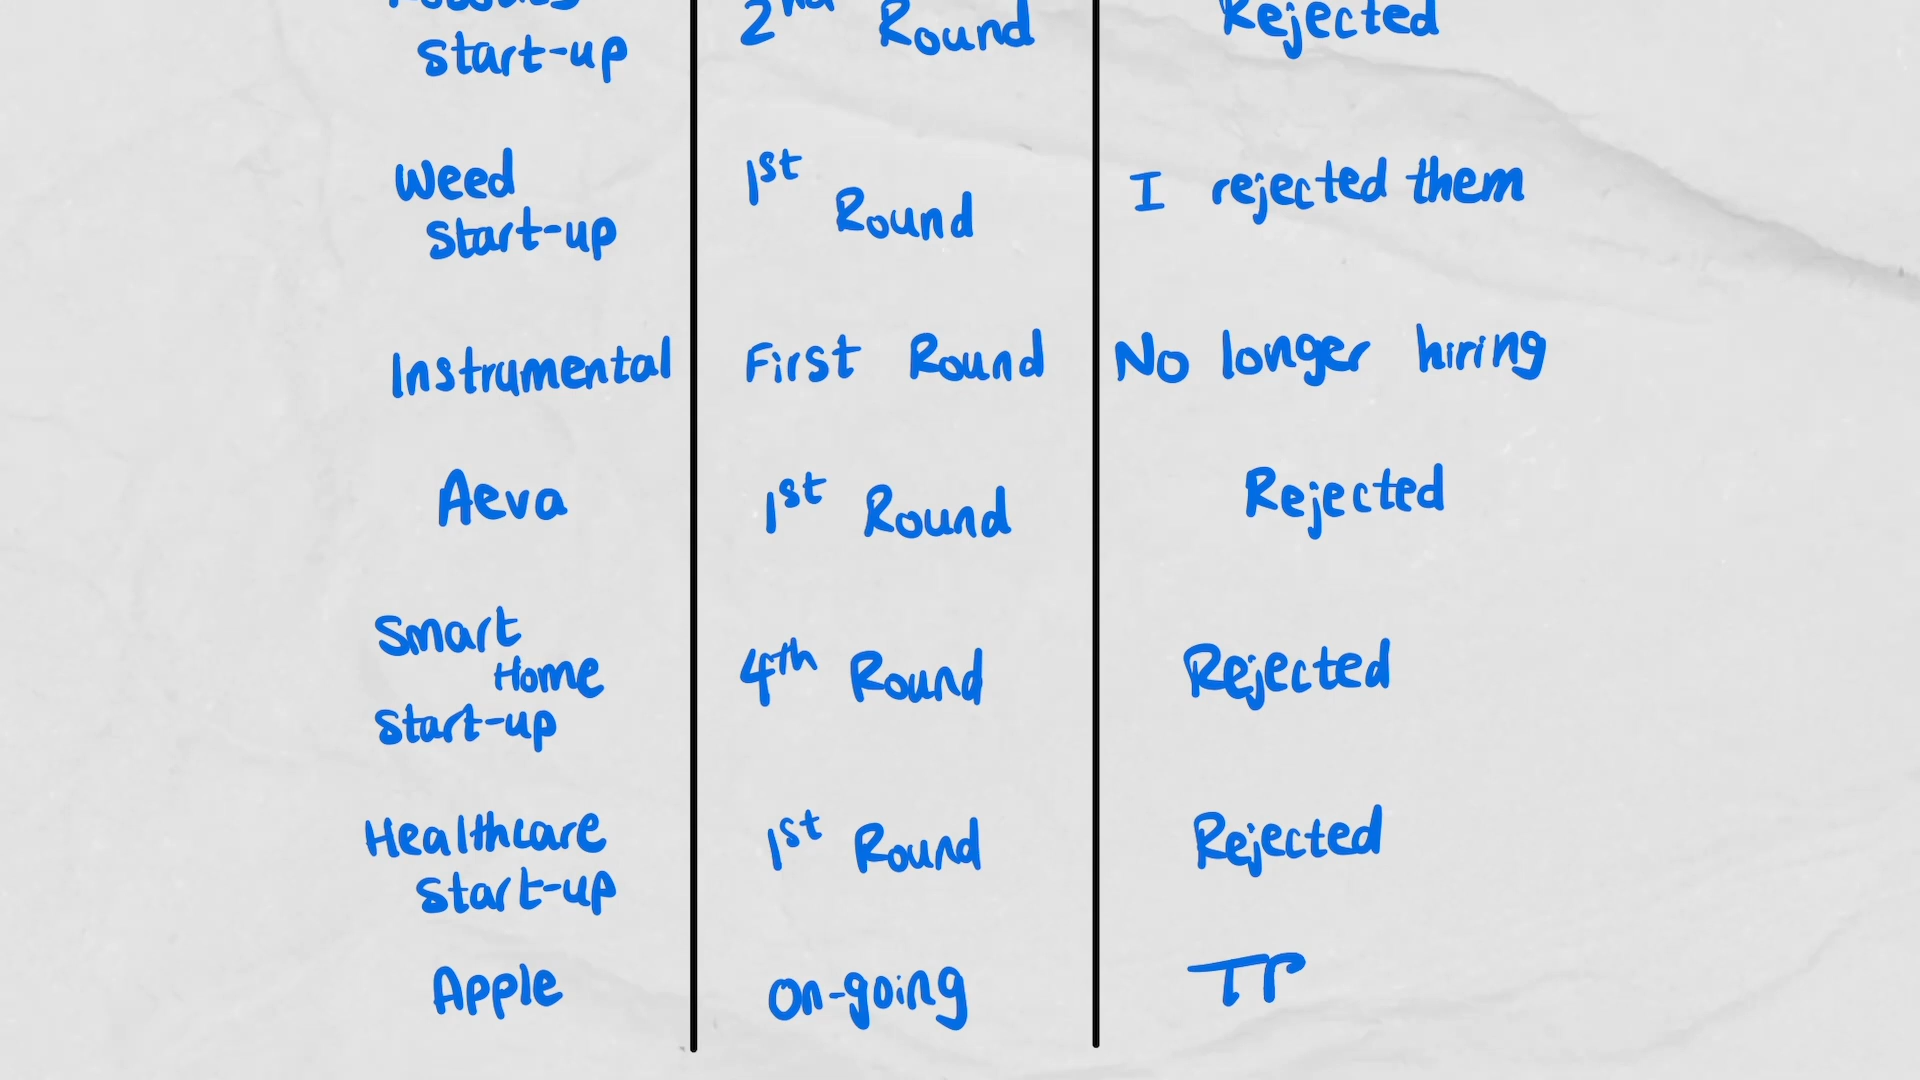 2nd Round Rejected
Start-up
Weed 1st I rejected them
Start-up Round
Instrumental First Round No longer hiring
Aeva 1st Round Rejected
Smart
Home 4th Round Rejected
Start-up
Healthcare 1st Round Rejected
Start-up
Apple On-going